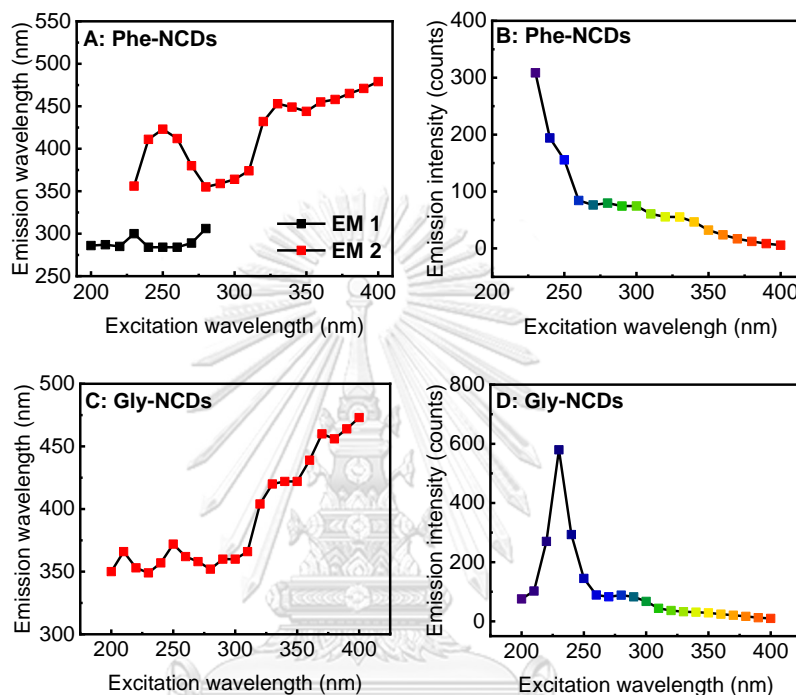 A: Phe-NCDs
Emission wavelength (nm)
550
500
450
400
350
300
250
EM 1
EM 2
200 250 300 350 400
Excitation wavelength (nm)
B: Phe-NCDs
Emission intensity (counts)
400
300
200
100
0
200 250 300 350 400
Excitation wavelengh (nm)
C: Gly-NCDs
Emission wavelength (nm)
500
450
400
350
300
200 250 300 350 400
Excitation wavelength (nm)
D: Gly-NCDs
Emission intensity (counts)
800
600
400
200
0
200 250 300 350 400
Excitation wavelength (nm)